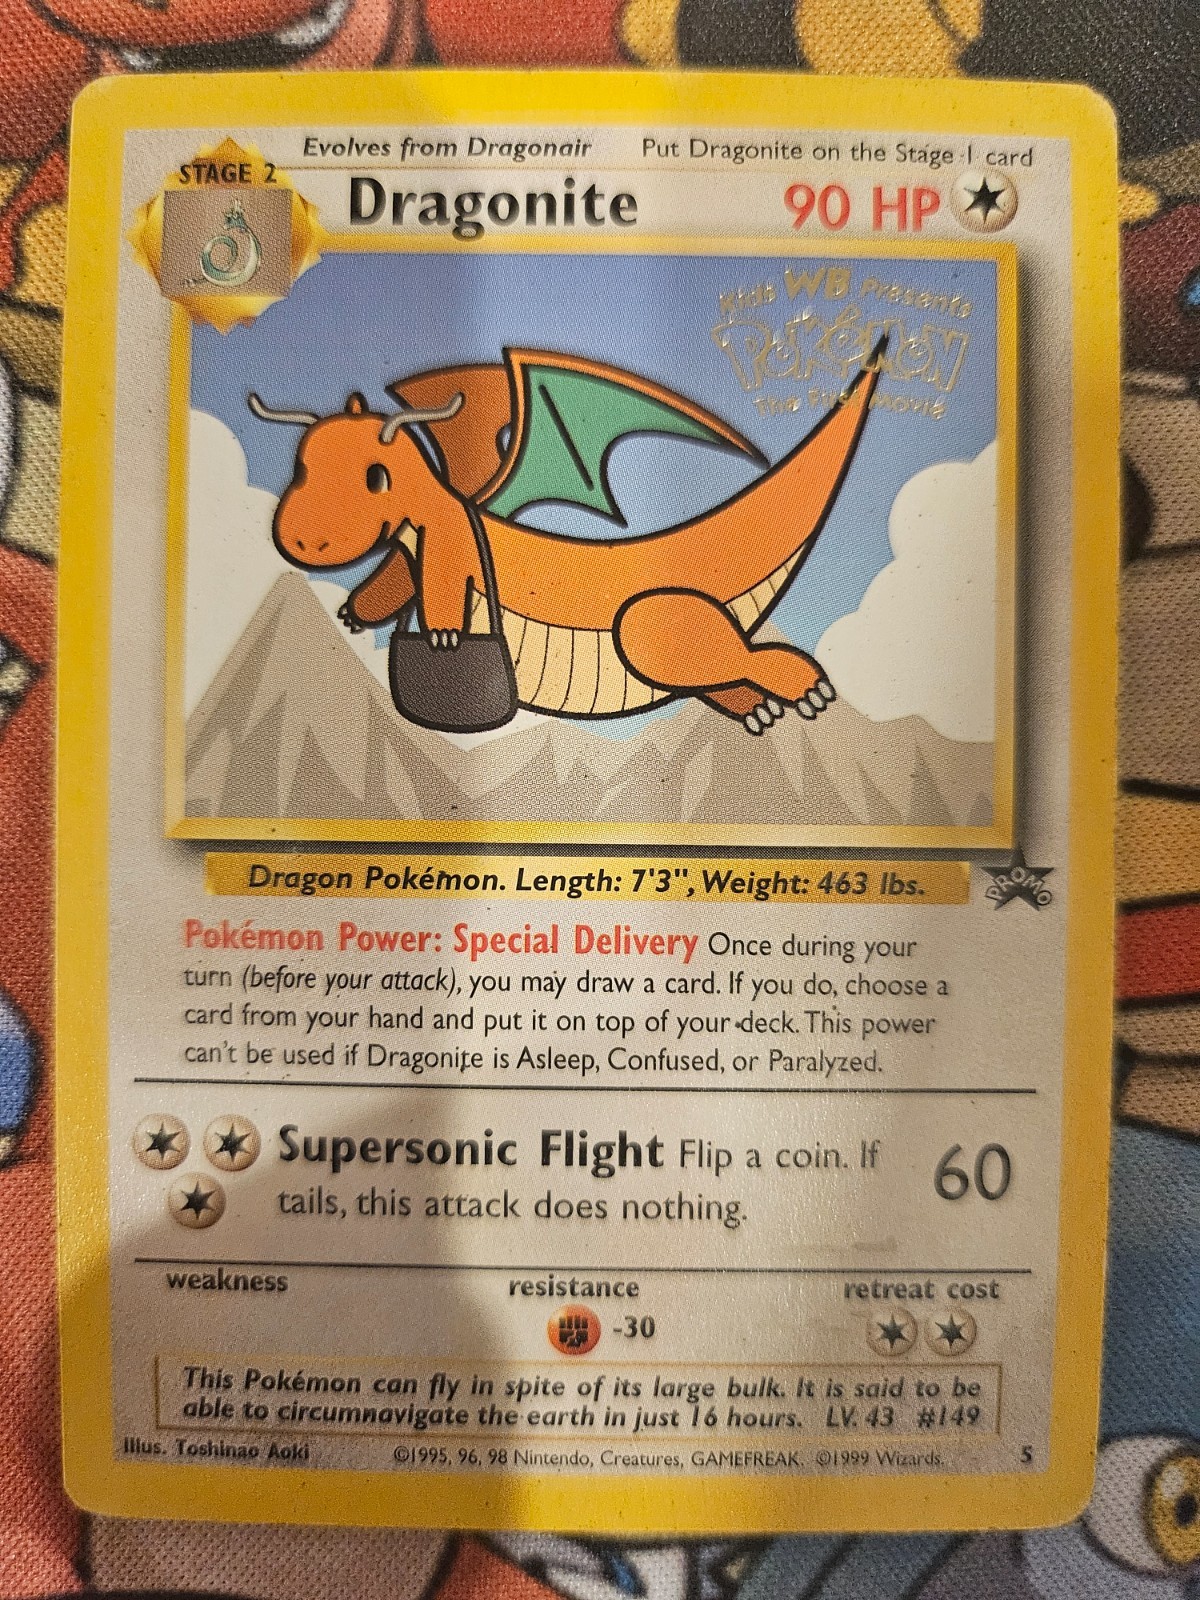 Evolves from Dragonair Put Dragonite on the Stage 1 card
STAGE 2
Dragonite 90 HP
Kids WB Presents
POKéMON
The First Movie
Dragon Pokémon. Length: 7'3", Weight: 463 lbs.
PROMO
Pokémon Power: Special Delivery Once during your
turn (before your attack), you may draw a card. If you do, choose a
card from your hand and put it on top of your deck. This power
can't be used if Dragonite is Asleep, Confused, or Paralyzed.
Supersonic Flight Flip a coin. If
tails, this attack does nothing.
60
weakness resistance retreat cost
-30
This Pokémon can fly in spite of its large bulk. It is said to be
able to circumnavigate the earth in just 16 hours. LV. 43 #149
Illus. Toshinao Aoki ©1995, 96, 98 Nintendo, Creatures, GAMEFREAK. ©1999 Wizards. 5